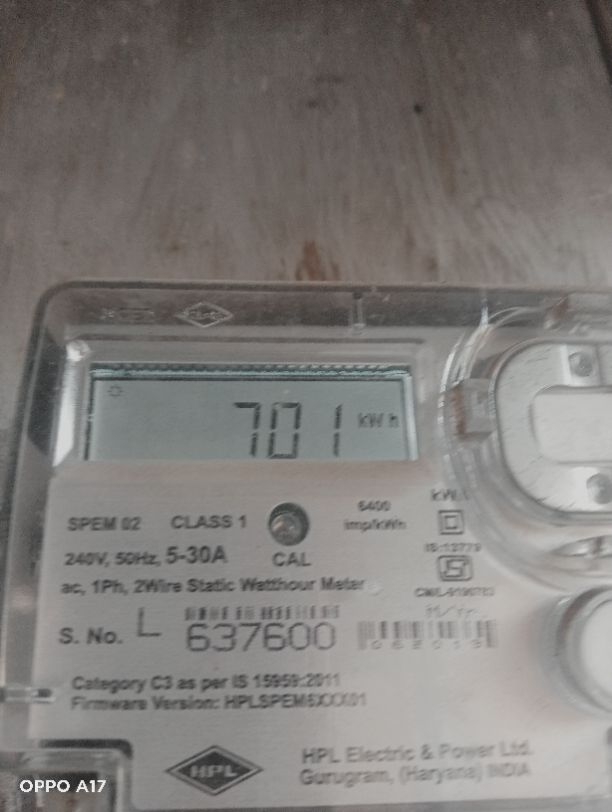 701 kWh
SPEM 02 CLASS 1
6400
imp/kWh
240V, 50Hz, 5-30A
CAL
ac, 1Ph, 2Wire Static Watthour Meter
S. No. L 637600
Category C3 as per IS 15959:2011
Firmware Version:
HPL
HPL Electric & Power Ltd.
Gurugram, (Haryana) INDIA
OPPO A17